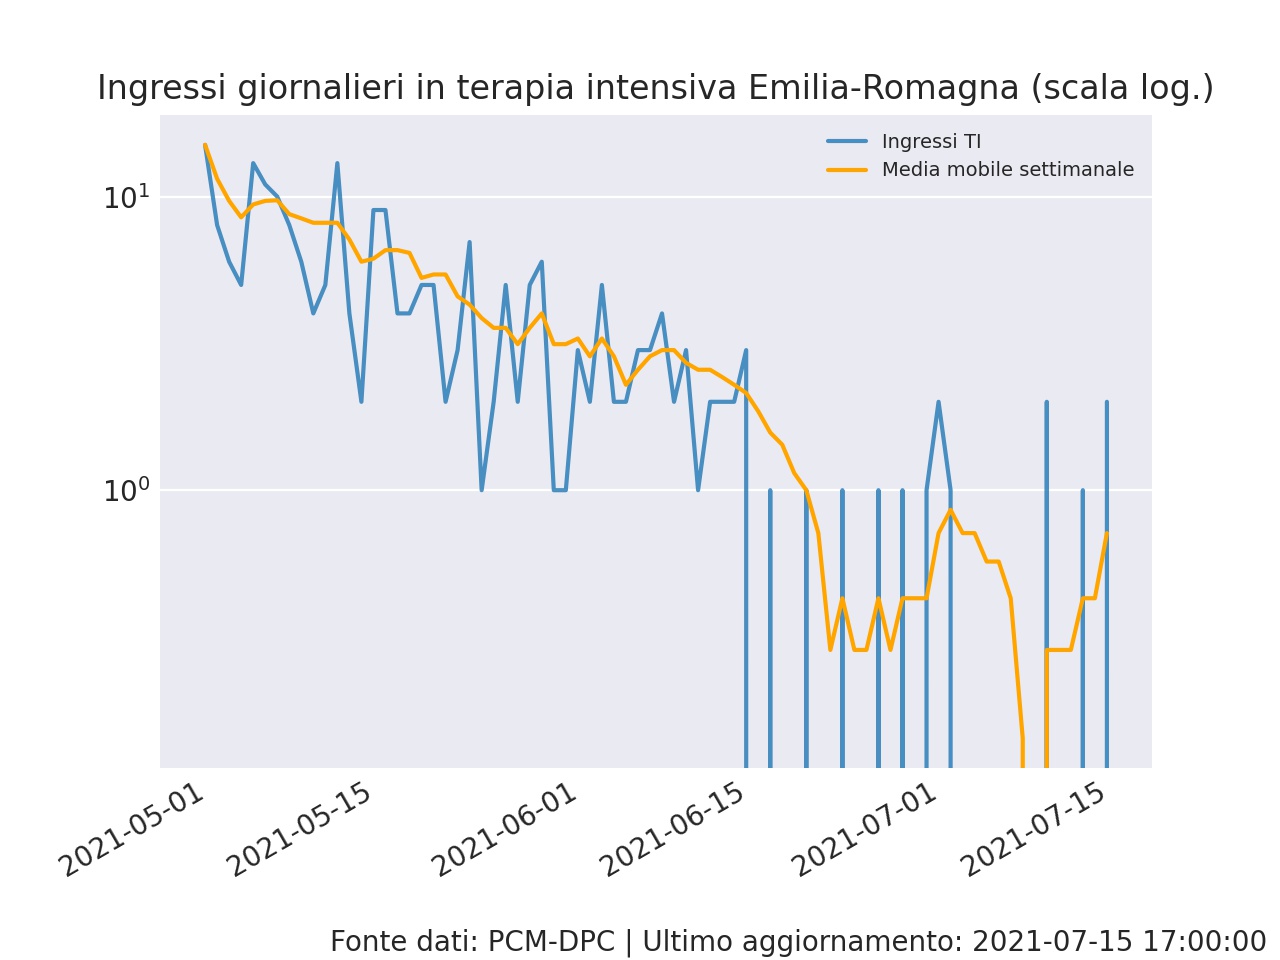 Ingressi giornalieri in terapia intensiva Emilia-Romagna (scala log.)
Ingressi TI
Media mobile settimanale
10¹
10⁰
2021-05-01
2021-05-15
2021-06-01
2021-06-15
2021-07-01
2021-07-15
Fonte dati: PCM-DPC | Ultimo aggiornamento: 2021-07-15 17:00:00